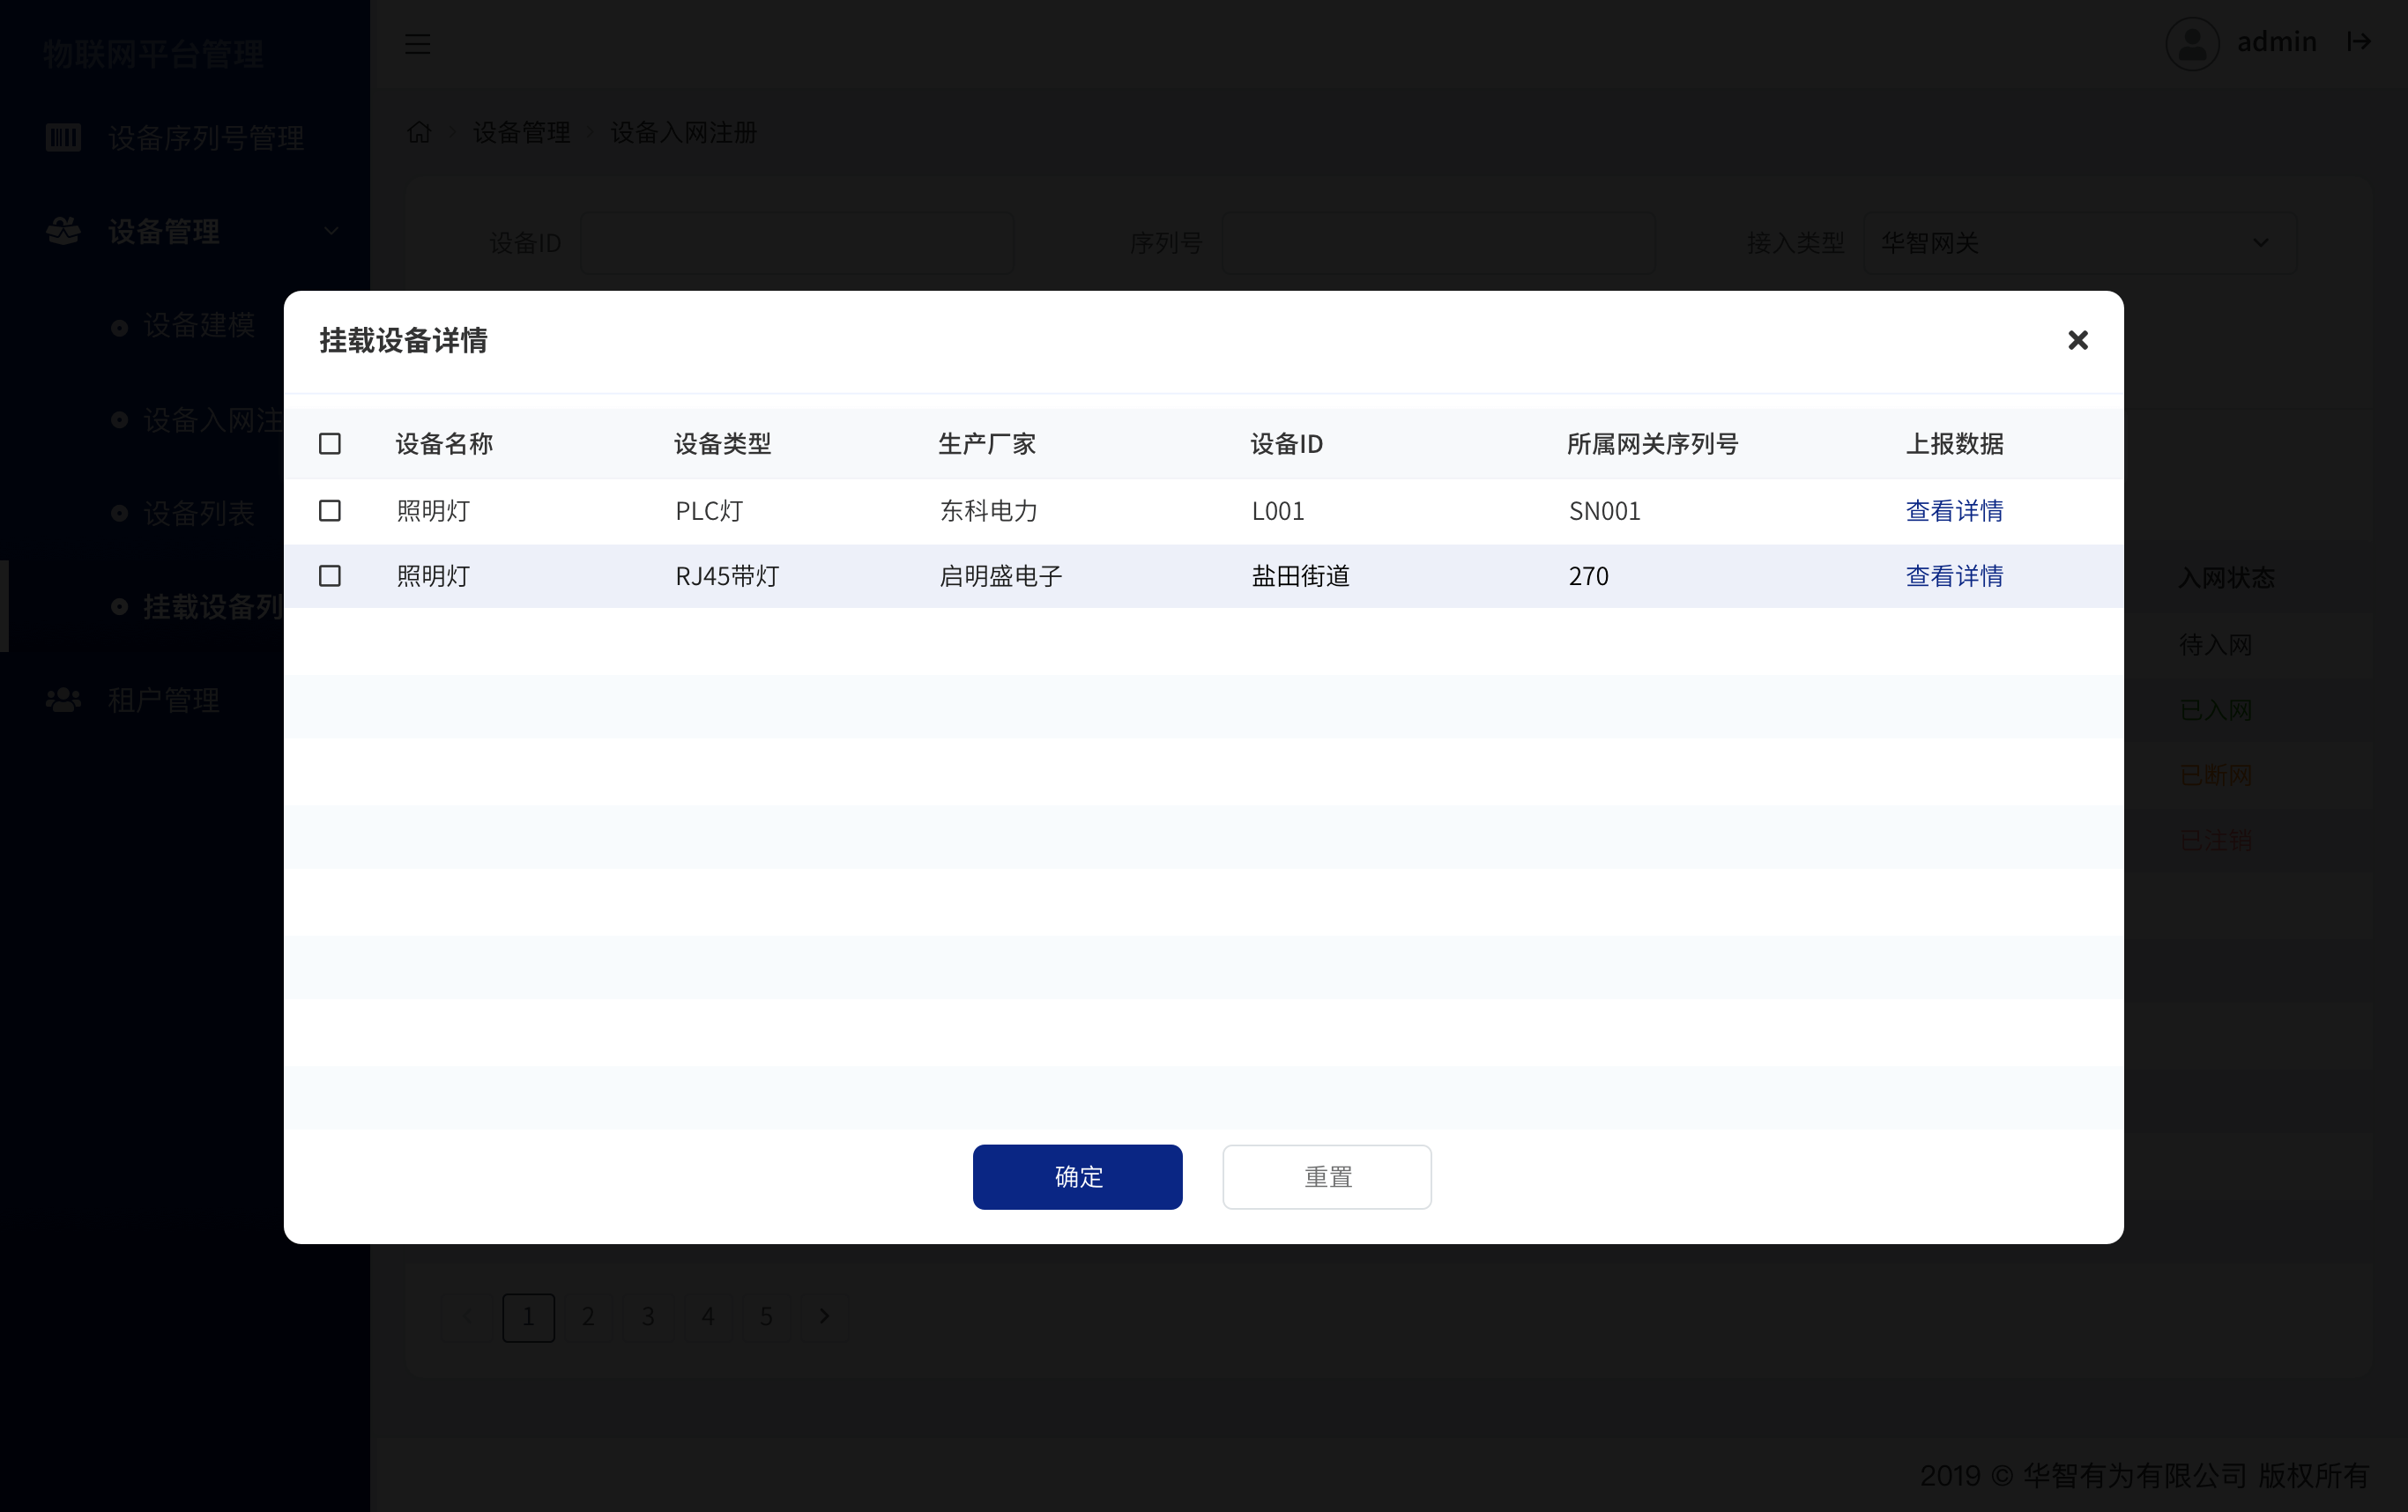 物联网平台管理
admin
设备序列号管理
设备管理
设备建模
设备入网注
设备列表
挂载设备列
租户管理
设备管理 设备入网注册
设备ID
序列号
接入类型 华智网关
挂载设备详情
设备名称 设备类型 生产厂家 设备ID 所属网关序列号 上报数据
照明灯 PLC灯 东科电力 L001 SN001 查看详情
照明灯 RJ45带灯 启明盛电子 盐田街道 270 查看详情
确定 重置
入网状态
待入网
已入网
已断网
已注销
1 2 3 4 5
2019 © 华智有为有限公司 版权所有